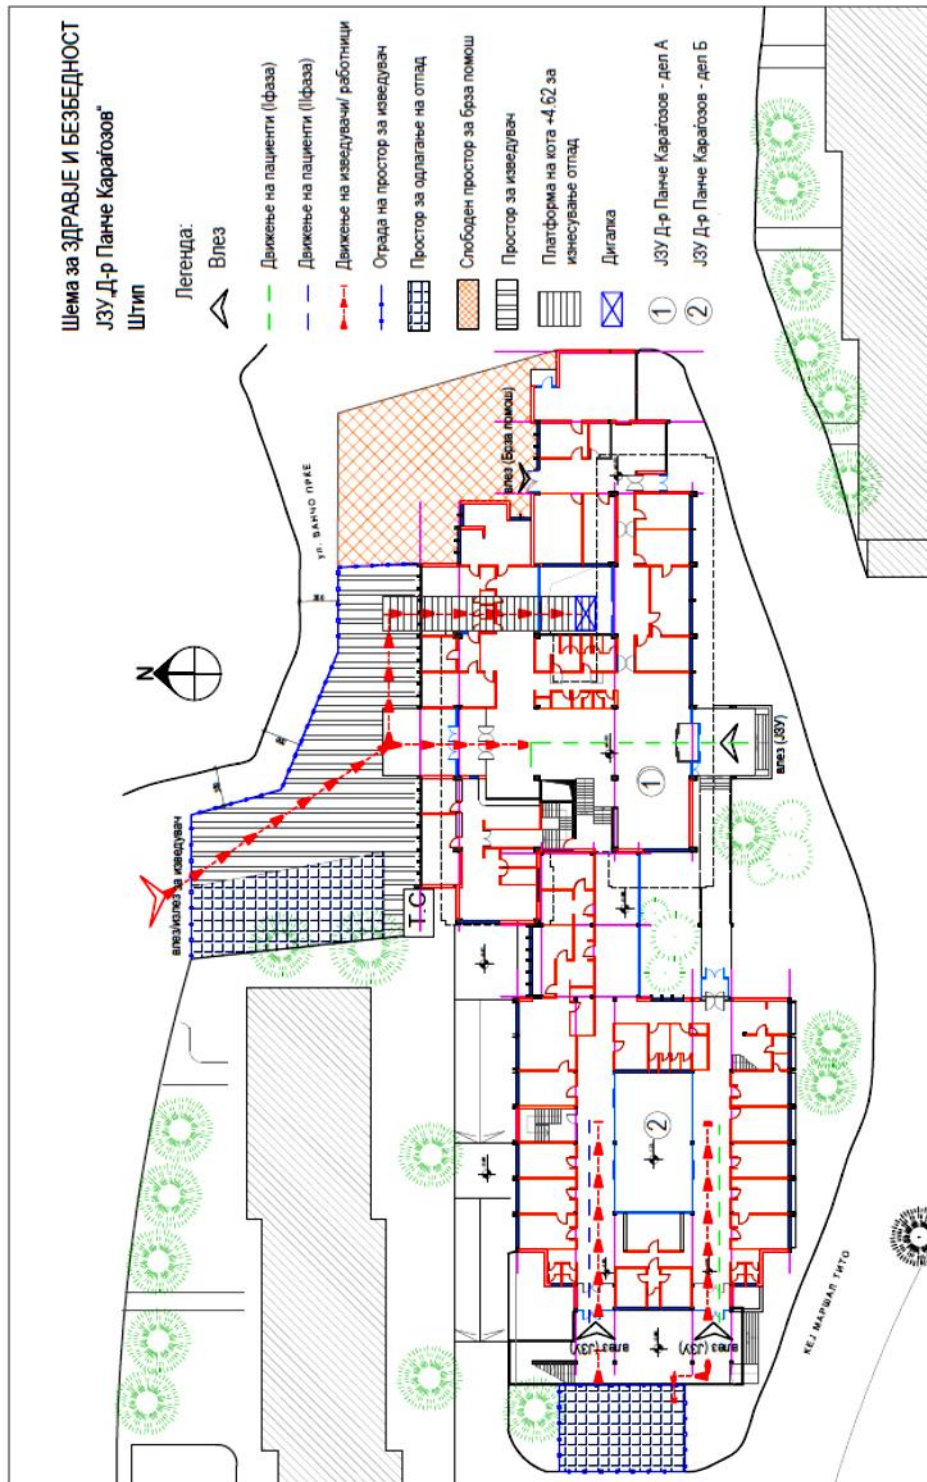 Шема за ЗДРАВЈЕ И БЕЗБЕДНОСТ
ЈЗУ„Д-р Панче Караѓозов"
Штип
Легенда:
Влез
Движење на пациенти (Iфаза)
Движење на пациенти (IIфаза)
Движење на изведувачи/ работници
Ограда на простор за изведувач
Простор за одлагање на отпад
Слободен простор за брза помош
Простор за изведувач
Платформа на кота +4.62 за
изнесување отпад
Дигалка
1 ЈЗУ Д-р Панче Караѓозов - дел А
2 ЈЗУ Д-р Панче Караѓозов - дел Б
ул. ВАНЧО ПРКЕ
N
влез/излез за изведувач
Т.С
влез (Брза помош)
1
влез (ЈЗУ)
2
влез (ЈЗУ)
влез (ЈЗУ)
КЕЈ МАРШАЛ ТИТО